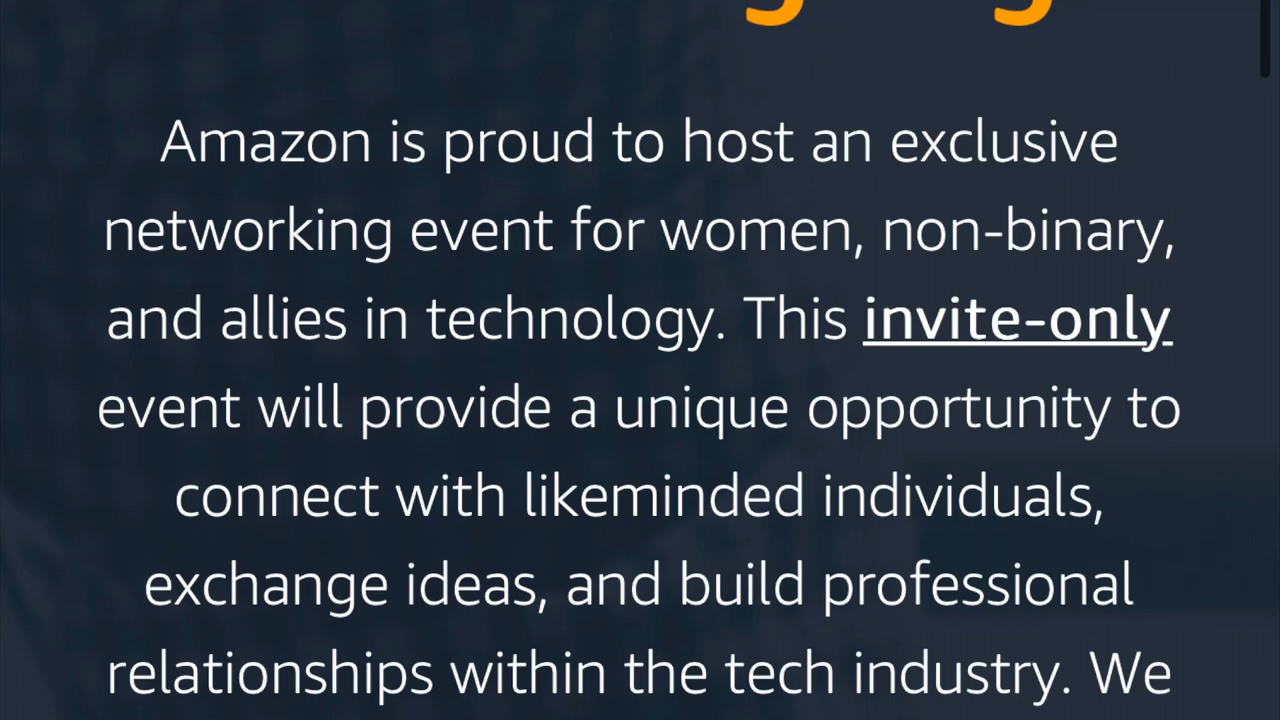 Amazon is proud to host an exclusive
networking event for women, non-binary,
and allies in technology. This invite-only
event will provide a unique opportunity to
connect with likeminded individuals,
exchange ideas, and build professional
relationships within the tech industry. We